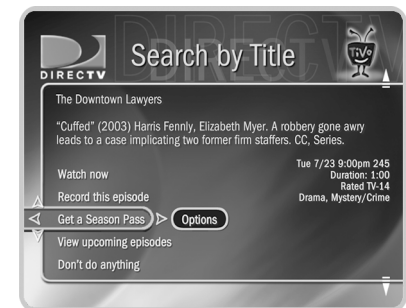 DIRECTV
Search by Title
TiVo
The Downtown Lawyers
“Cuffed” (2003) Harris Fennly, Elizabeth Myer. A robbery gone awry
leads to a case implicating two former firm staffers. CC, Series.
Tue 7/23 9:00pm 245
Duration: 1:00
Rated TV-14
Drama, Mystery/Crime
Watch now
Record this episode
Get a Season Pass
Options
View upcoming episodes
Don't do anything